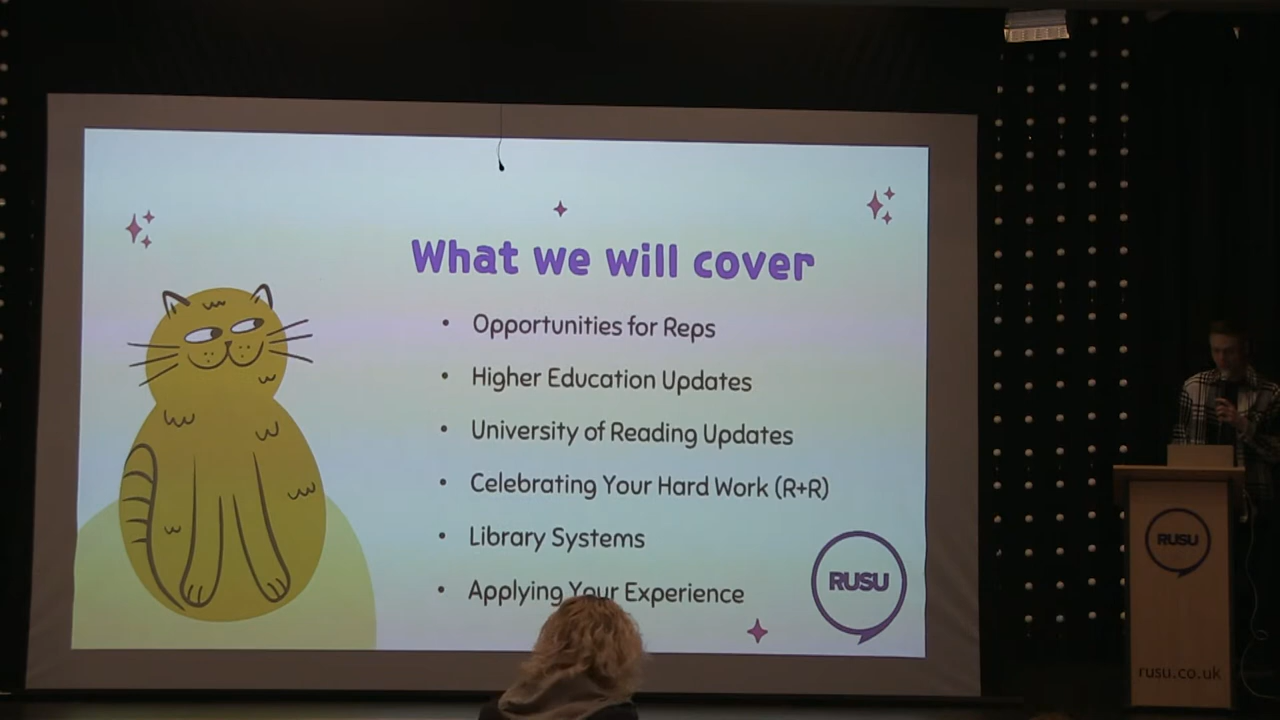 What we will cover
• Opportunities for Reps
• Higher Education Updates
• University of Reading Updates
• Celebrating Your Hard Work (R+R)
• Library Systems
• Applying Your Experience
RUSU
RUSU
rusu.co.uk